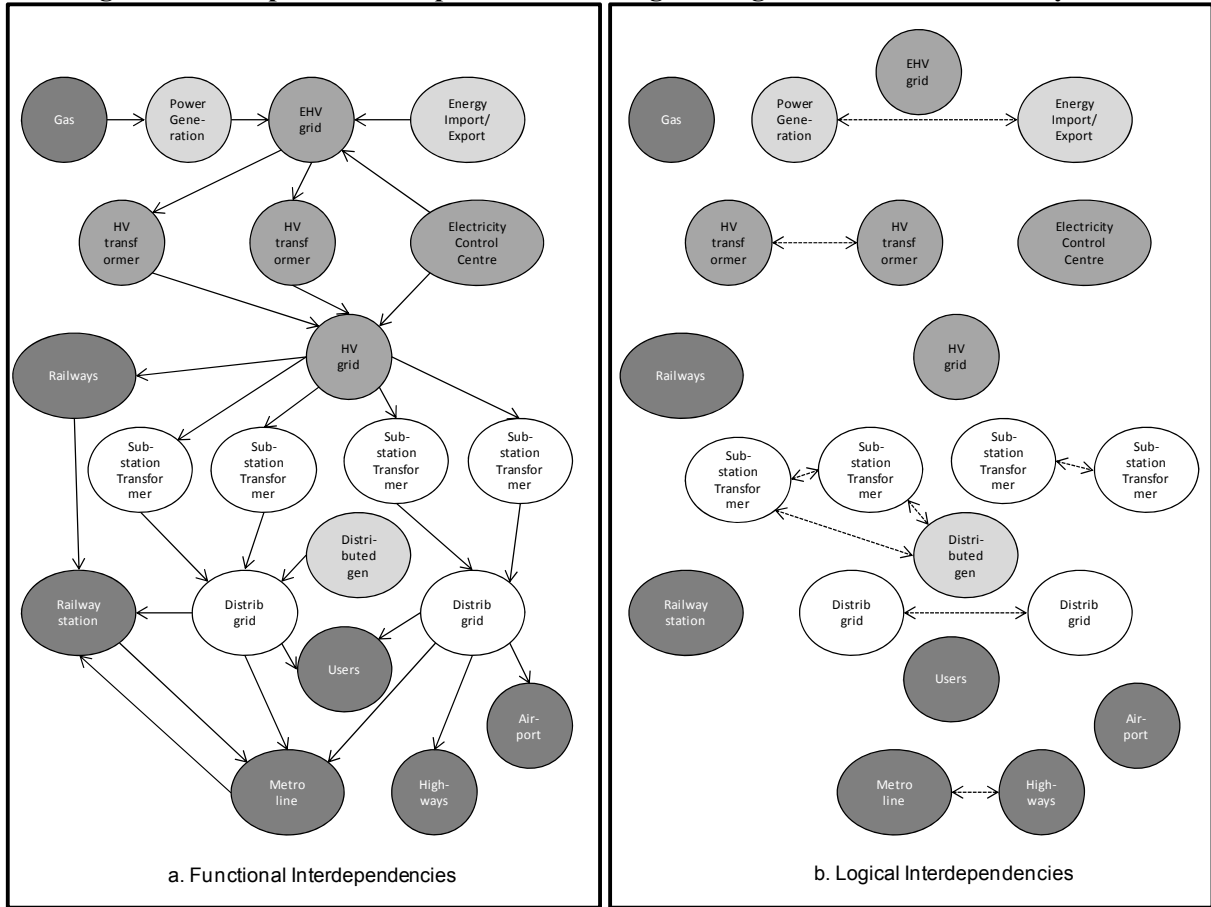 Gas
Power
Gene-
ration
EHV
grid
Energy
Import/
Export
HV
transf
ormer
HV
transf
ormer
Electricity
Control
Centre
HV
grid
Railways
Sub-
station
Transfor
mer
Sub-
station
Transfor
mer
Sub-
station
Transfor
mer
Sub-
station
Transfor
mer
Distri-
buted
gen
Railway
station
Distrib
grid
Distrib
grid
Users
Air-
port
Metro
line
High-
ways
a. Functional Interdependencies
EHV
grid
Gas
Power
Gene-
ration
Energy
Import/
Export
HV
transf
ormer
HV
transf
ormer
Electricity
Control
Centre
HV
grid
Railways
Sub-
station
Transfor
mer
Sub-
station
Transfor
mer
Sub-
station
Transfor
mer
Sub-
station
Transfor
mer
Distri-
buted
gen
Railway
station
Distrib
grid
Distrib
grid
Users
Air-
port
Metro
line
High-
ways
b. Logical Interdependencies